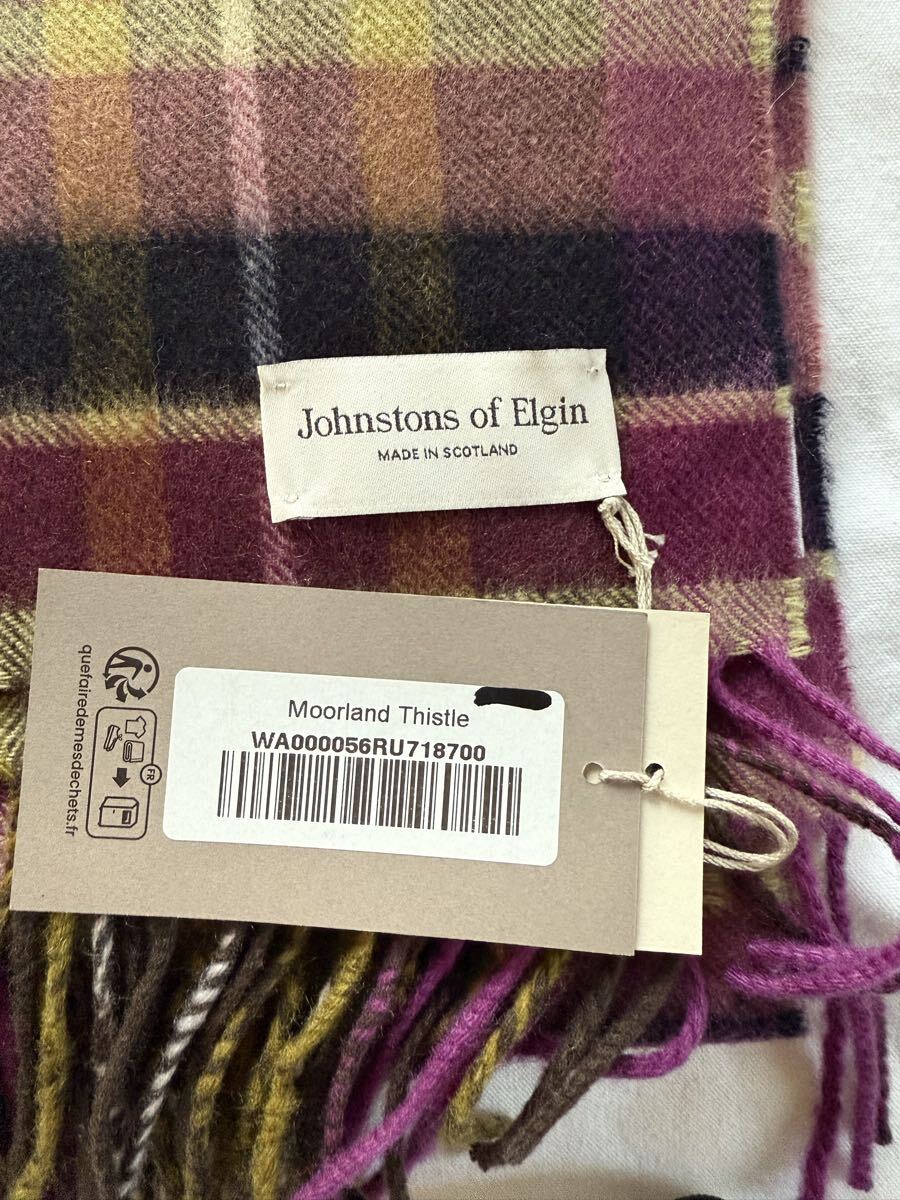 Johnstons of Elgin
MADE IN SCOTLAND
Moorland Thistle
WA000056RU718700
quefairedemesdechets.fr
FR